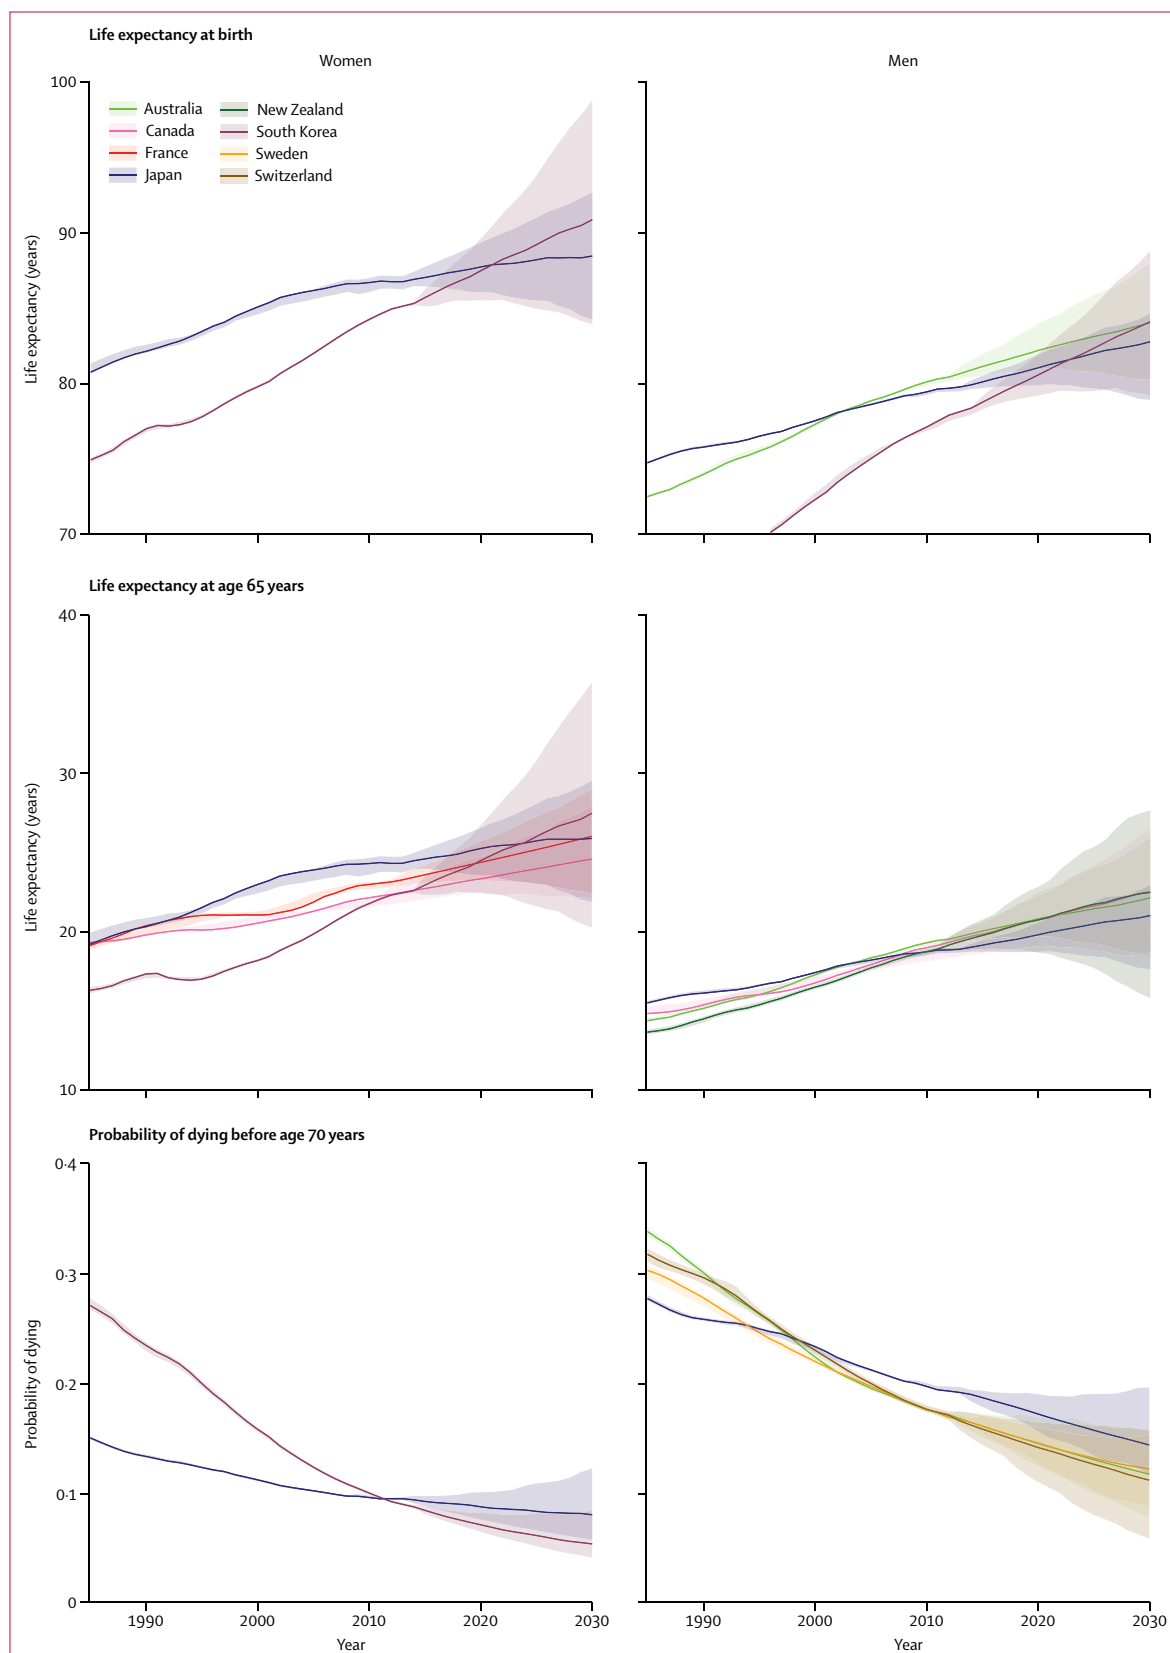 Life expectancy at birth
Women
Men
100
90
80
70
Life expectancy (years)
Australia
Canada
France
Japan
New Zealand
South Korea
Sweden
Switzerland
Life expectancy at age 65 years
40
30
20
10
Life expectancy (years)
Probability of dying before age 70 years
0·4
0·3
0·2
0·1
0
Probability of dying
1990 2000 2010 2020 2030
Year
1990 2000 2010 2020 2030
Year